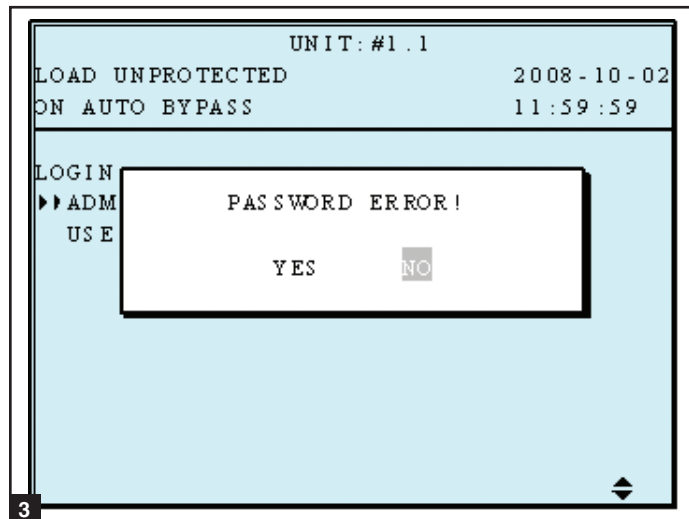 UNIT:#1.1
LOAD UNPROTECTED 2008-10-02
ON AUTO BYPASS 11:59:59
LOGIN
ADM
USE
PASSWORD ERROR!
YES NO
3